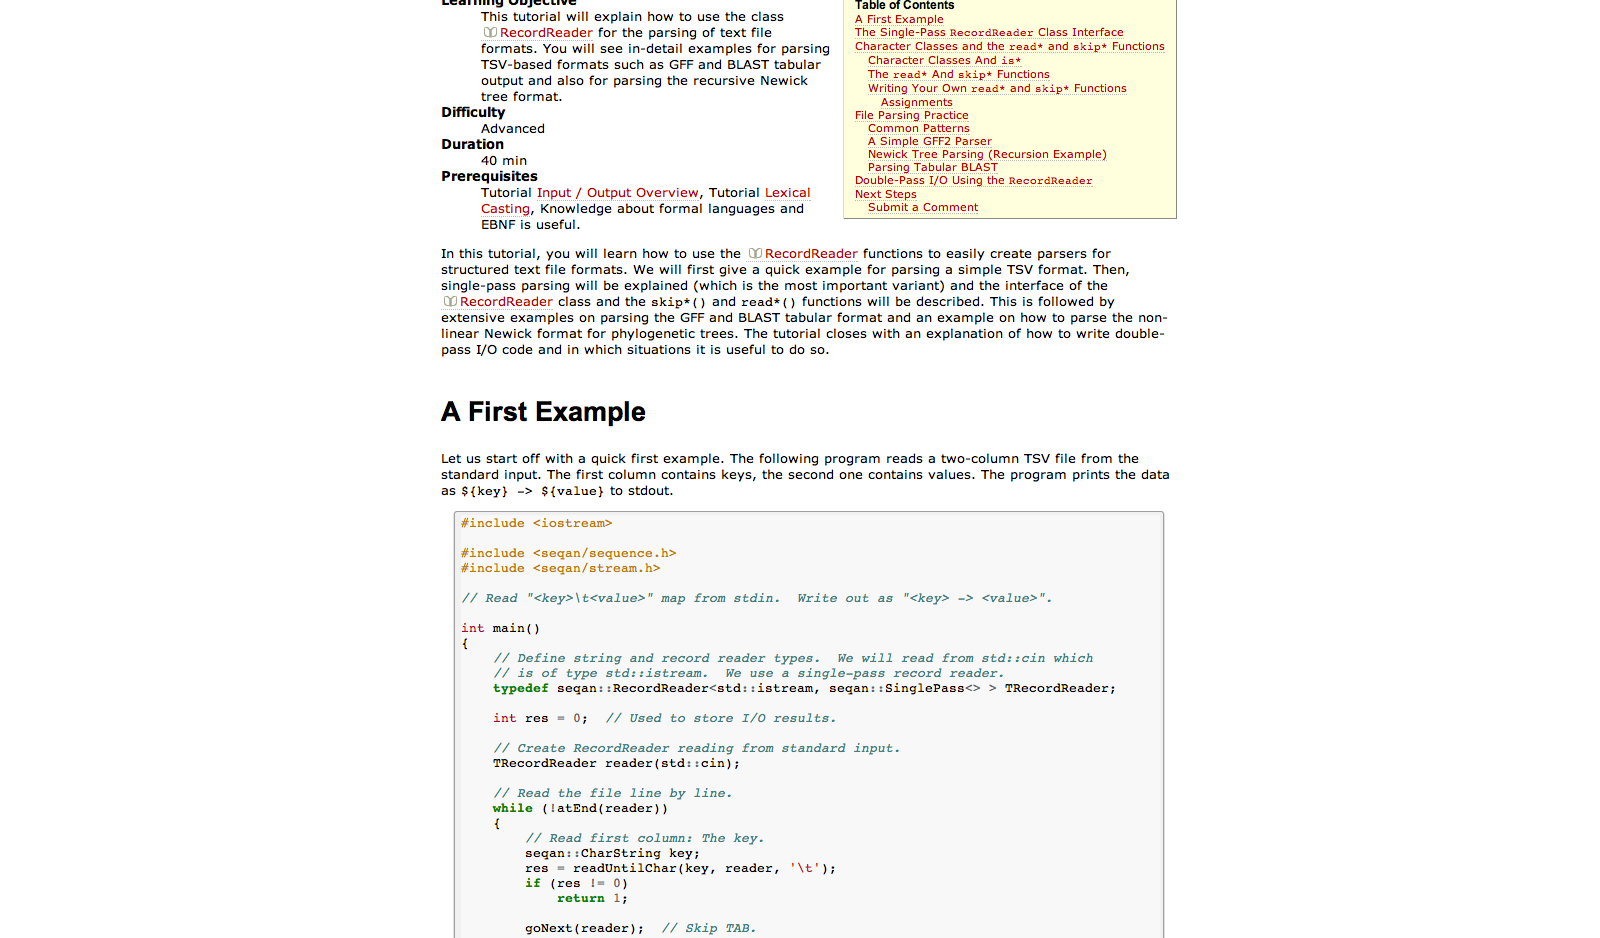 Learning Objective
This tutorial will explain how to use the class
RecordReader for the parsing of text file
formats. You will see in-detail examples for parsing
TSV-based formats such as GFF and BLAST tabular
output and also for parsing the recursive Newick
tree format.
Difficulty
Advanced
Duration
40 min
Prerequisites
Tutorial Input / Output Overview, Tutorial Lexical
Casting, Knowledge about formal languages and
EBNF is useful.
Table of Contents
A First Example
The Single-Pass RecordReader Class Interface
Character Classes and the read* and skip* Functions
Character Classes And is*
The read* And skip* Functions
Writing Your Own read* and skip* Functions
Assignments
File Parsing Practice
Common Patterns
A Simple GFF2 Parser
Newick Tree Parsing (Recursion Example)
Parsing Tabular BLAST
Double-Pass I/O Using the RecordReader
Next Steps
Submit a Comment
In this tutorial, you will learn how to use the RecordReader functions to easily create parsers for
structured text file formats. We will first give a quick example for parsing a simple TSV format. Then,
single-pass parsing will be explained (which is the most important variant) and the interface of the
RecordReader class and the skip*() and read*() functions will be described. This is followed by
extensive examples on parsing the GFF and BLAST tabular format and an example on how to parse the non-
linear Newick format for phylogenetic trees. The tutorial closes with an explanation of how to write double-
pass I/O code and in which situations it is useful to do so.
A First Example
Let us start off with a quick first example. The following program reads a two-column TSV file from the
standard input. The first column contains keys, the second one contains values. The program prints the data
as ${key} -> ${value} to stdout.
#include <iostream>
#include <seqan/sequence.h>
#include <seqan/stream.h>
// Read "<key>\t<value>" map from stdin.  Write out as "<key> -> <value>".
int main()
{
    // Define string and record reader types.  We will read from std::cin which
    // is of type std::istream.  We use a single-pass record reader.
    typedef seqan::RecordReader<std::istream, seqan::SinglePass<> > TRecordReader;
    int res = 0;  // Used to store I/O results.
    // Create RecordReader reading from standard input.
    TRecordReader reader(std::cin);
    // Read the file line by line.
    while (!atEnd(reader))
    {
        // Read first column: The key.
        seqan::CharString key;
        res = readUntilChar(key, reader, '\t');
        if (res != 0)
            return 1;
        goNext(reader);  // Skip TAB.